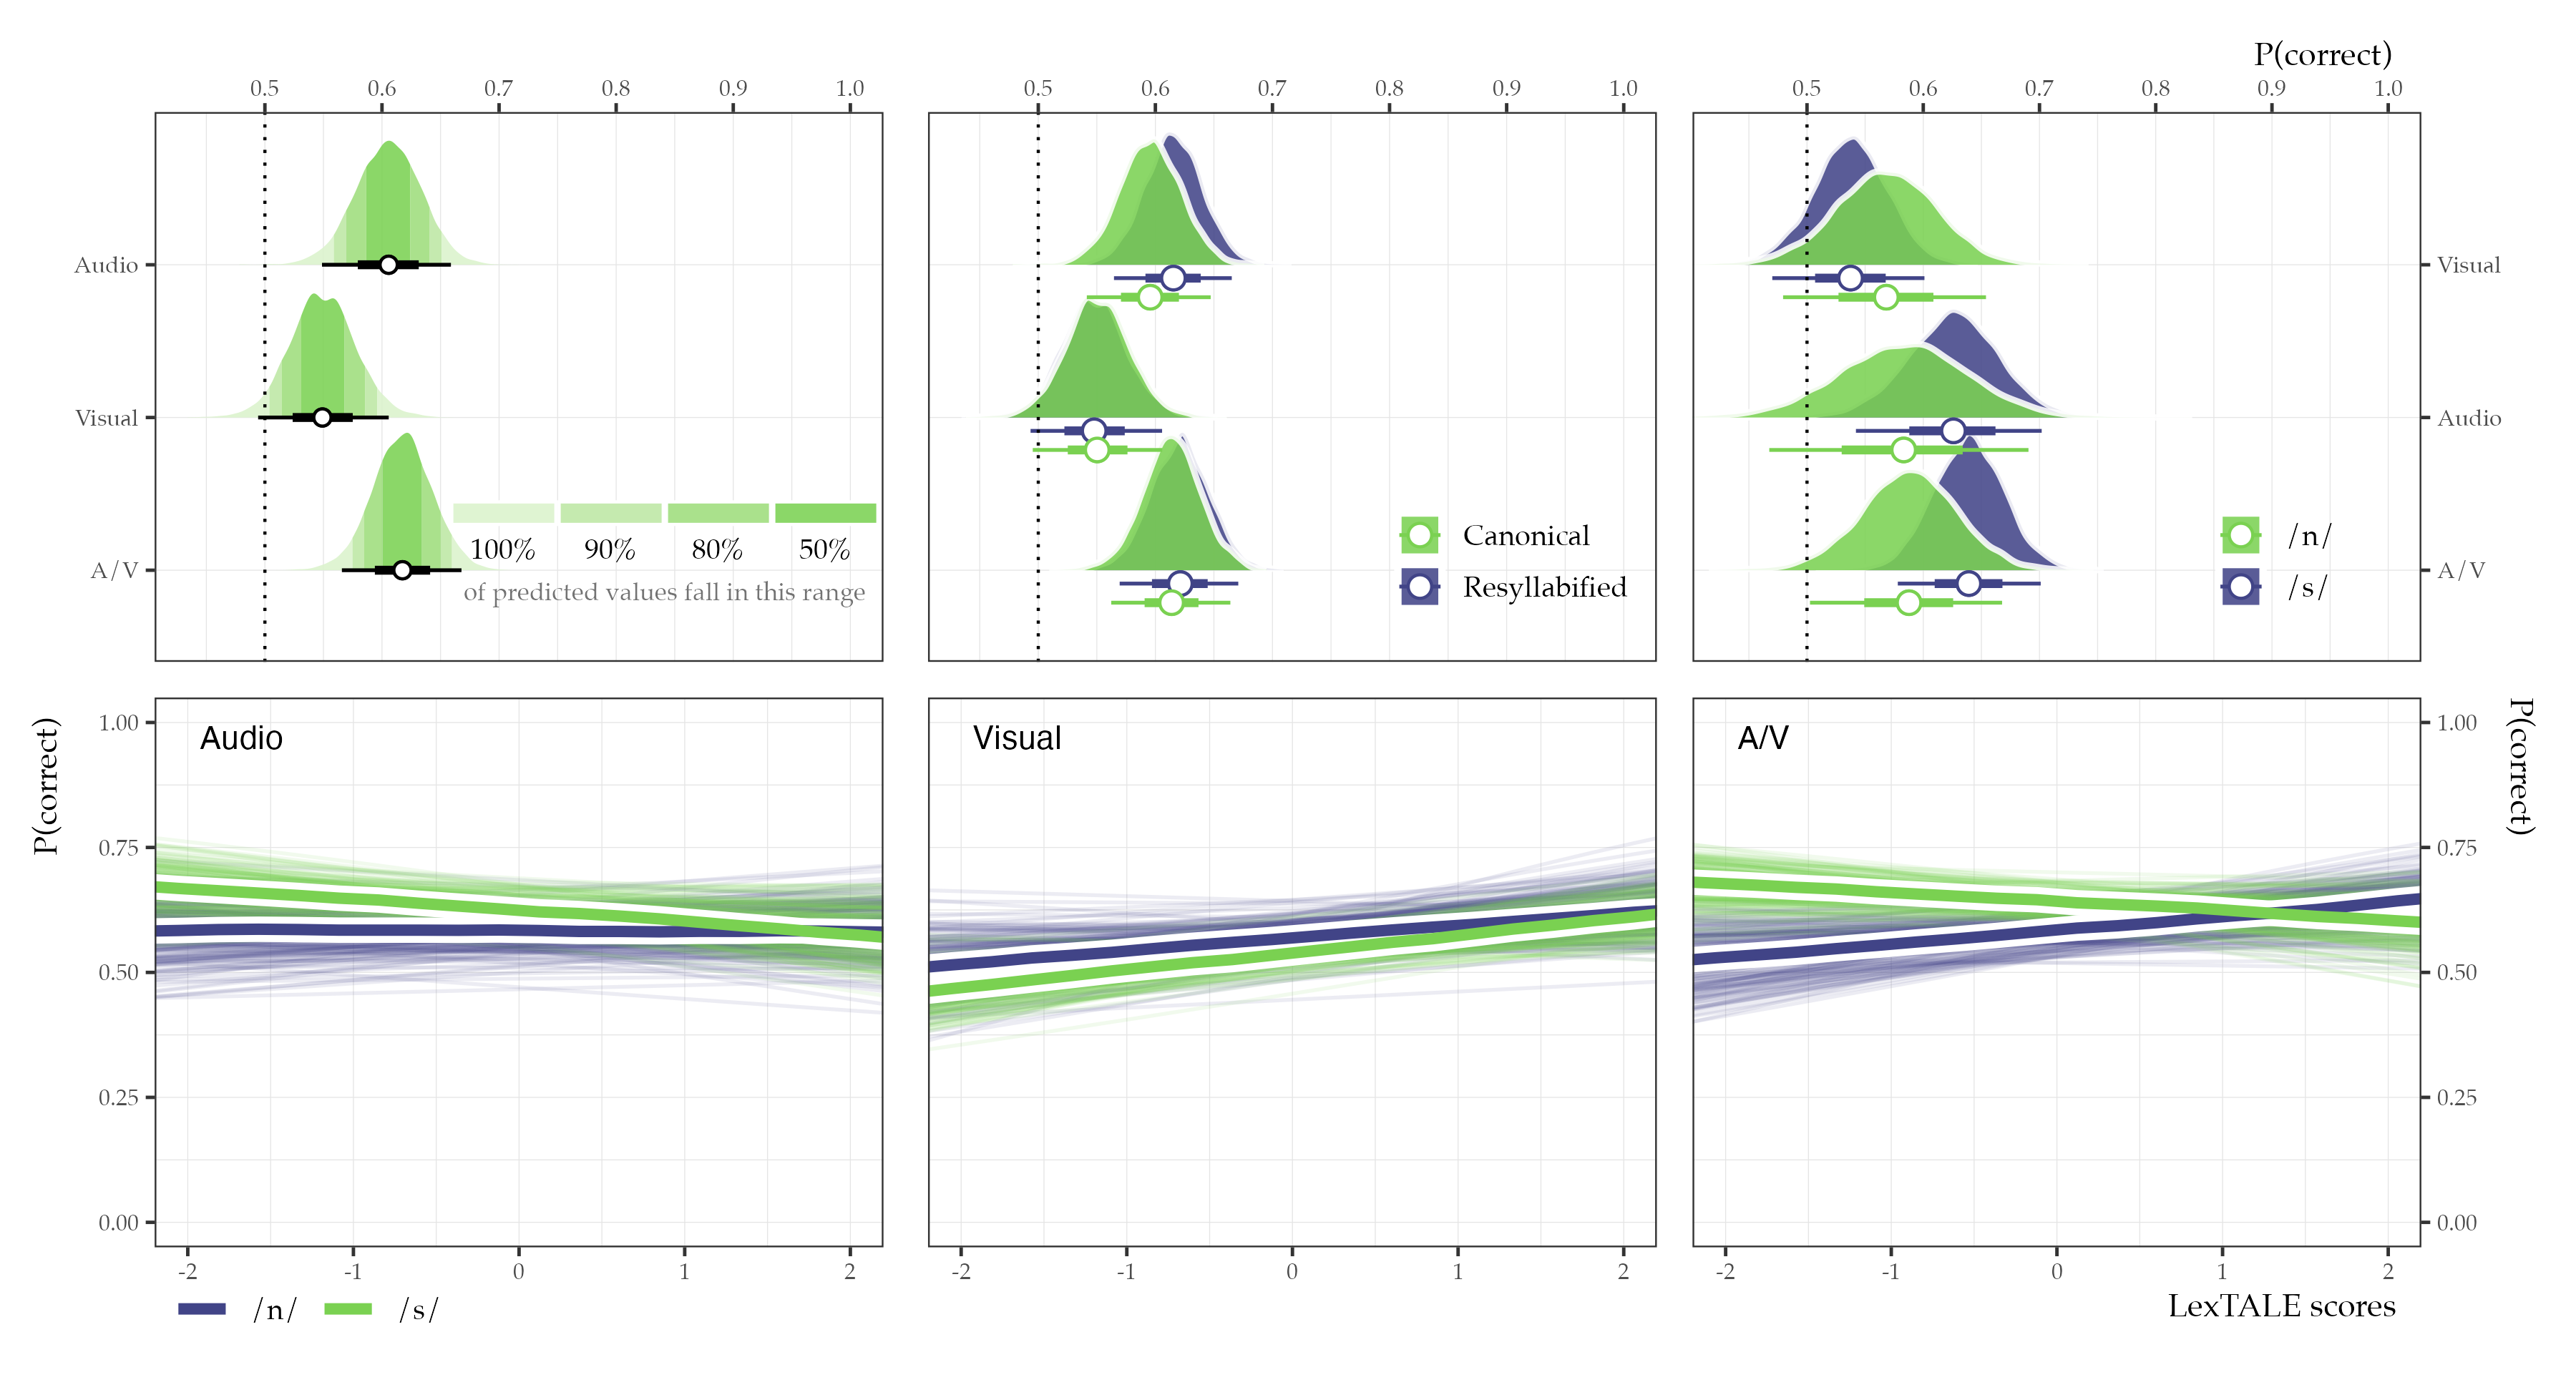 P(correct)
0.5 0.6 0.7 0.8 0.9 1.0
0.5 0.6 0.7 0.8 0.9 1.0
0.5 0.6 0.7 0.8 0.9 1.0
Audio
Visual
A/V
100% 90% 80% 50%
of predicted values fall in this range
Canonical
Resyllabified
/n/
/s/
Visual
Audio
A/V
P(correct)
1.00
0.75
0.50
0.25
0.00
Audio
Visual
A/V
1.00
0.75
0.50
0.25
0.00
P(correct)
-2 -1 0 1 2
-2 -1 0 1 2
-2 -1 0 1 2
/n/ /s/
LexTALE scores